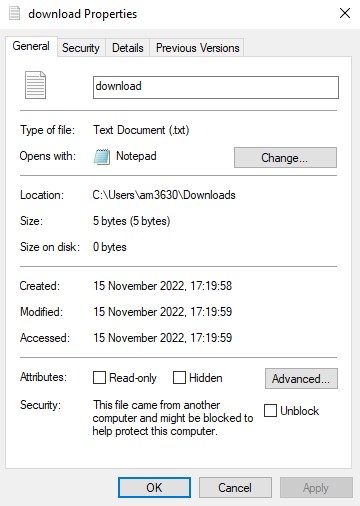 download Properties
General Security Details Previous Versions
download
Type of file: Text Document (.txt)
Opens with: Notepad Change...
Location: C:\Users\am3630\Downloads
Size: 5 bytes (5 bytes)
Size on disk: 0 bytes
Created: 15 November 2022, 17:19:58
Modified: 15 November 2022, 17:19:59
Accessed: 15 November 2022, 17:19:59
Attributes: Read-only Hidden Advanced...
Security: This file came from another Unblock
computer and might be blocked to
help protect this computer.
OK Cancel Apply